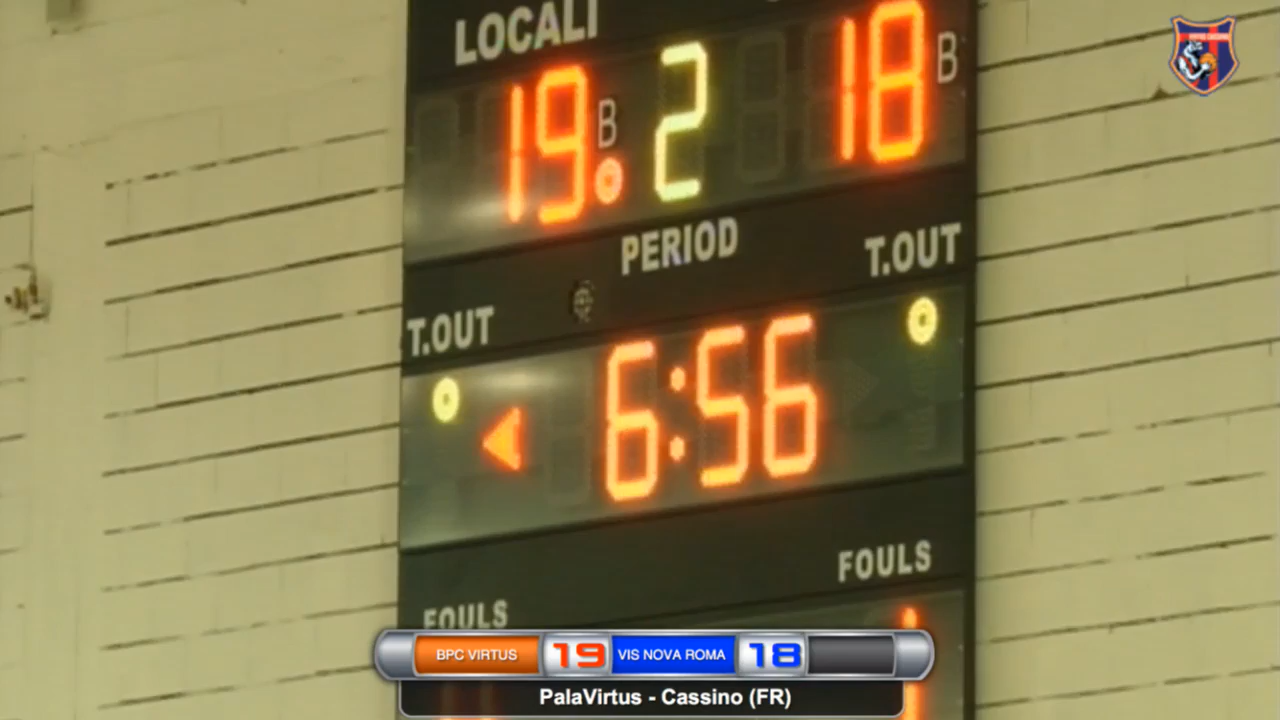 LOCALI
19 B 2 18 B
PERIOD
T.OUT
T.OUT
6:56
FOULS
FOULS
BPC VIRTUS 19 VIS NOVA ROMA 18
PalaVirtus - Cassino (FR)